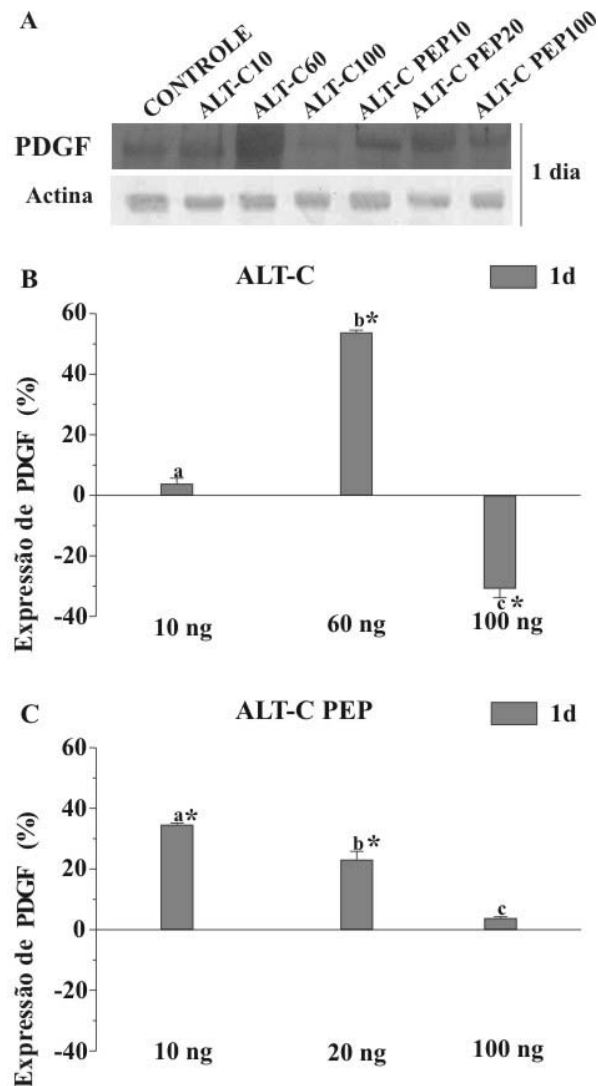 A
CONTROLE
ALT-C10
ALT-C60
ALT-C100
ALT-C PEP10
ALT-C PEP20
ALT-C PEP100
PDGF
Actina
1 dia
B
ALT-C
1d
Expressão de PDGF (%)
60
40
20
0
-20
-40
a
b*
c*
10 ng
60 ng
100 ng
C
ALT-C PEP
1d
Expressão de PDGF (%)
60
40
20
0
-20
-40
a*
b*
c
10 ng
20 ng
100 ng